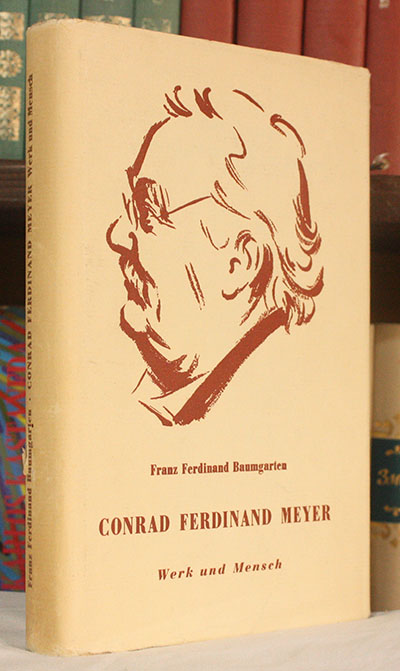 Franz Ferdinand Baumgarten
CONRAD FERDINAND MEYER
Werk und Mensch
Franz Ferdinand Baumgarten · CONRAD FERDINAND MEYER Werk und Mensch